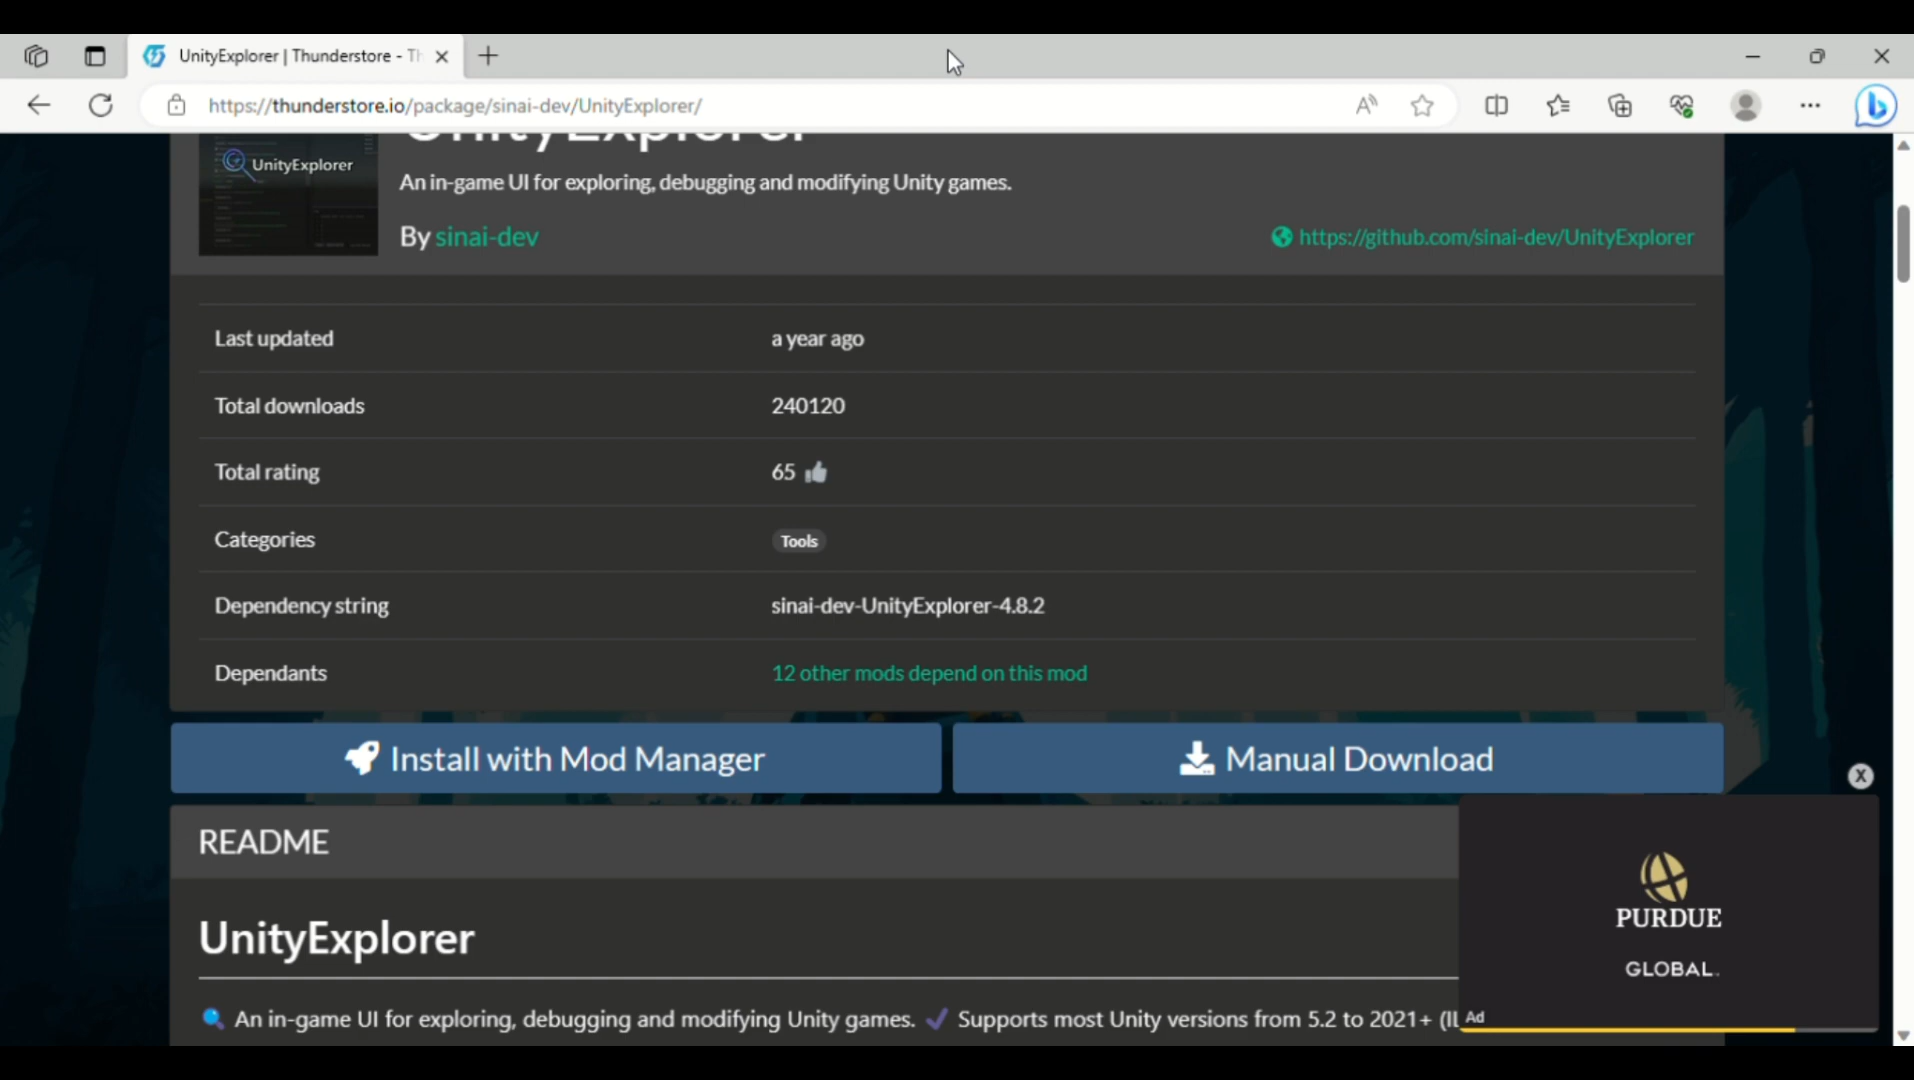 UnityExplorer | Thunderstore - Th
https://thunderstore.io/package/sinai-dev/UnityExplorer/
UnityExplorer
UnityExplorer
An in-game UI for exploring, debugging and modifying Unity games.
By sinai-dev
https://github.com/sinai-dev/UnityExplorer
Last updated a year ago
Total downloads 240120
Total rating 65
Categories Tools
Dependency string sinai-dev-UnityExplorer-4.8.2
Dependants 12 other mods depend on this mod
Install with Mod Manager
Manual Download
README
UnityExplorer
An in-game UI for exploring, debugging and modifying Unity games. ✔ Supports most Unity versions from 5.2 to 2021+ (IL
PURDUE
GLOBAL
Ad